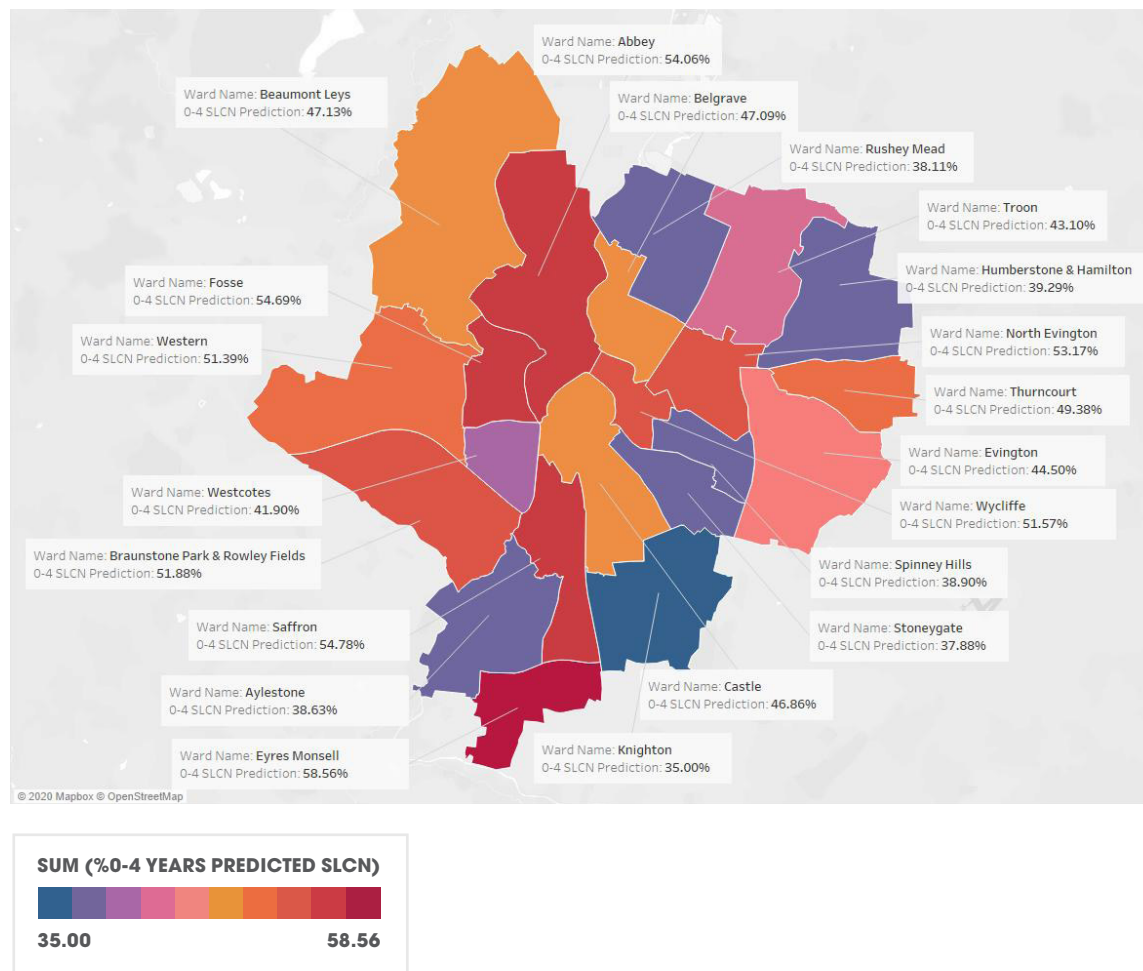 Ward Name: Abbey
0-4 SLCN Prediction: 54.06%
Ward Name: Beaumont Leys
0-4 SLCN Prediction: 47.13%
Ward Name: Belgrave
0-4 SLCN Prediction: 47.09%
Ward Name: Rushey Mead
0-4 SLCN Prediction: 38.11%
Ward Name: Troon
0-4 SLCN Prediction: 43.10%
Ward Name: Humberstone & Hamilton
0-4 SLCN Prediction: 39.29%
Ward Name: Fosse
0-4 SLCN Prediction: 54.69%
Ward Name: North Evington
0-4 SLCN Prediction: 53.17%
Ward Name: Western
0-4 SLCN Prediction: 51.39%
Ward Name: Thurncourt
0-4 SLCN Prediction: 49.38%
Ward Name: Evington
0-4 SLCN Prediction: 44.50%
Ward Name: Westcotes
0-4 SLCN Prediction: 41.90%
Ward Name: Wycliffe
0-4 SLCN Prediction: 51.57%
Ward Name: Braunstone Park & Rowley Fields
0-4 SLCN Prediction: 51.88%
Ward Name: Spinney Hills
0-4 SLCN Prediction: 38.90%
Ward Name: Saffron
0-4 SLCN Prediction: 54.78%
Ward Name: Stoneygate
0-4 SLCN Prediction: 37.88%
Ward Name: Aylestone
0-4 SLCN Prediction: 38.63%
Ward Name: Castle
0-4 SLCN Prediction: 46.86%
Ward Name: Eyres Monsell
0-4 SLCN Prediction: 58.56%
Ward Name: Knighton
0-4 SLCN Prediction: 35.00%
© 2020 Mapbox © OpenStreetMap
SUM (%0-4 YEARS PREDICTED SLCN)
35.00 58.56